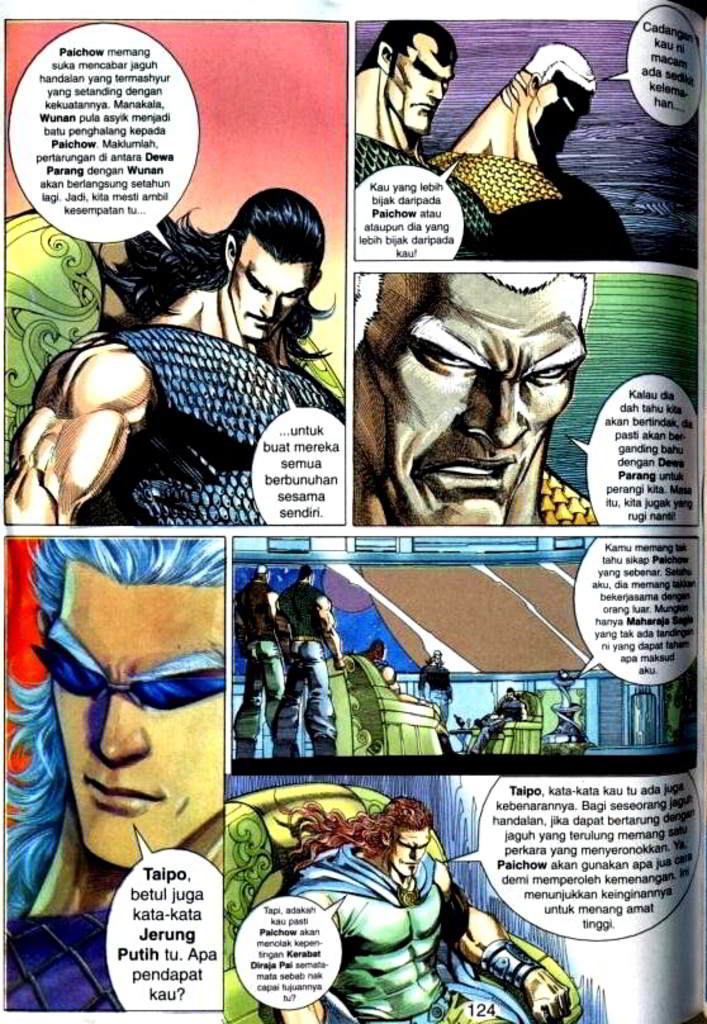 Paichow memang
suka mencabar jaguh
handalan yang termashyur
yang setanding dengan
kekuatannya. Manakala,
Wunan pula asyik menjadi
batu penghalang kepada
Paichow. Maklumlah,
pertarungan di antara Dewa
Parang dengan Wunan
akan berlangsung setahun
lagi. Jadi, kita mesti ambil
kesempatan tu...
...untuk
buat mereka
semua
berbunuhan
sesama
sendiri.
Cadangan
kau ni
macam
ada sedikit
kelema-
han....
Kau yang lebih
bijak daripada
Paichow atau
ataupun dia yang
lebih bijak daripada
kau!
Kalau dia
dah tahu kita
akan bertindak, dia
pasti akan ber-
ganding bahu
dengan Dewa
Parang untuk
perangi kita. Masa
itu, kita jugak yang
rugi nanti!
Taipo,
betul juga
kata-kata
Jerung
Putih tu. Apa
pendapat
kau?
Kamu memang tak
tahu sikap Paichow
yang sebenar. Setahu
aku, dia memang takkan
bekerjasama dengan
orang luar. Mungkin
hanya Maharaja
yang tak ada tandingan
ni yang dapat faham
apa maksud
aku.
Taipo, kata-kata kau tu ada juga
kebenarannya. Bagi seseorang jaguh
handalan, jika dapat bertarung dengan
jaguh yang terulung memang satu
perkara yang menyeronokkan. Ya,
Paichow akan gunakan apa jua cara
demi memperoleh kemenangan. Ini
menunjukkan keinginannya
untuk menang amat
tinggi.
Tapi, adakah
kau pasti
Paichow akan
menolak kepen-
tingan Kerabat
Diraja Pai semata-
mata sebab nak
capai tujuannya
tu?
124